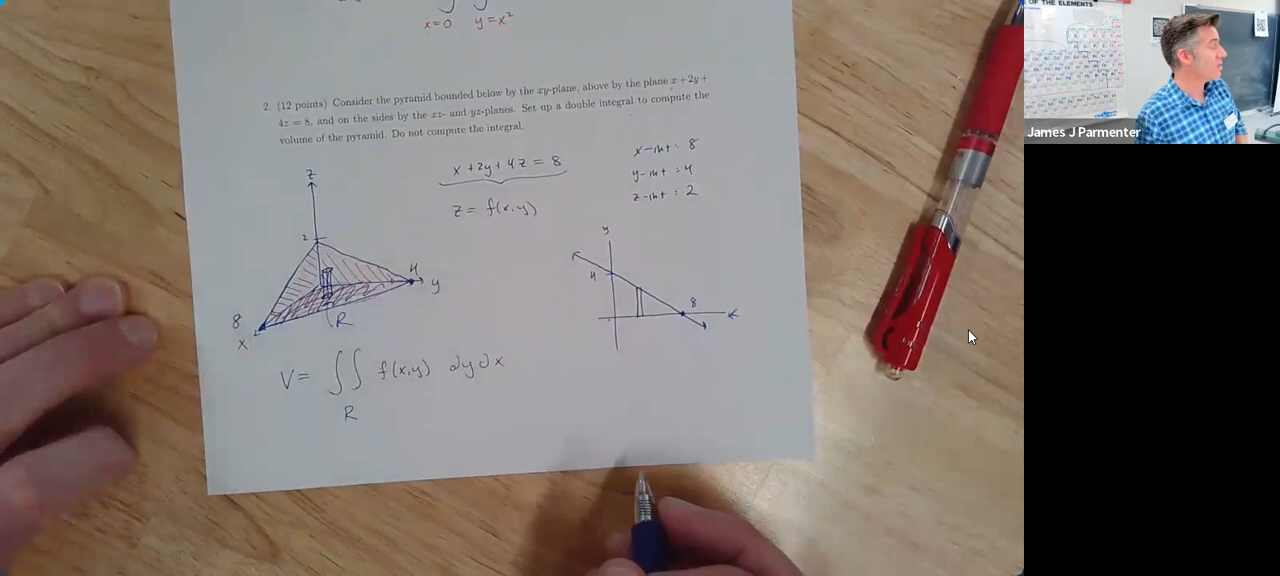 OF THE ELEMENTS
James J Parmenter
x=0 y=x²
2. (12 points) Consider the pyramid bounded below by the xy-plane, above by the plane x + 2y +
4z = 8, and on the sides by the xz- and yz-planes. Set up a double integral to compute the
volume of the pyramid. Do not compute the integral.
x+2y+4z = 8
z = f(x,y)
x-int: 8
y-int: 4
z-int: 2
z
2
4
y
8
x
R
y
4
8
x
V= ∬ f(x,y) dy dx
R